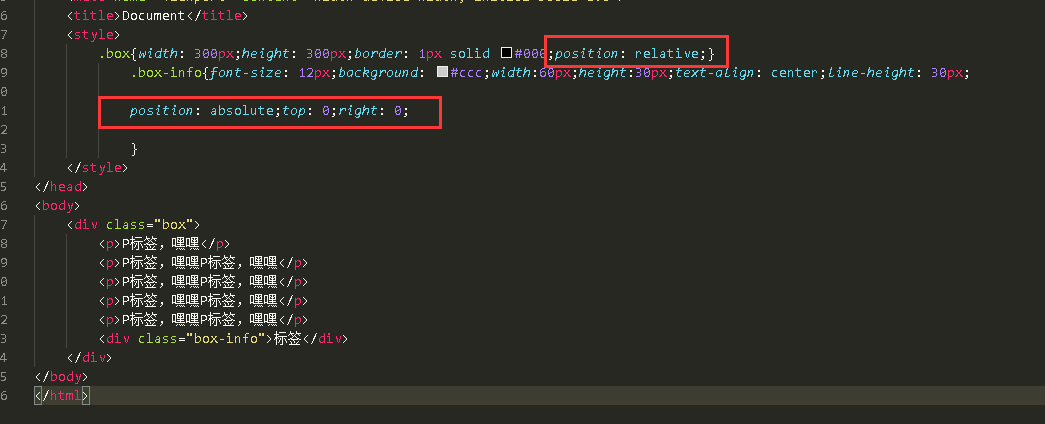 6 <title>Document</title>
7 <style>
8 .box{width: 300px;height: 300px;border: 1px solid #000;position: relative;}
9 .box-info{font-size: 12px;background: #ccc;width:60px;height:30px;text-align: center;line-height: 30px;
0
1 position: absolute;top: 0;right: 0;
2
3 }
4 </style>
5 </head>
6 <body>
7 <div class="box">
8 <p>P标签，嘿嘿</p>
9 <p>P标签，嘿嘿P标签，嘿嘿</p>
0 <p>P标签，嘿嘿P标签，嘿嘿</p>
1 <p>P标签，嘿嘿P标签，嘿嘿</p>
2 <p>P标签，嘿嘿P标签，嘿嘿</p>
3 <div class="box-info">标签</div>
4 </div>
5 </body>
6 </html>